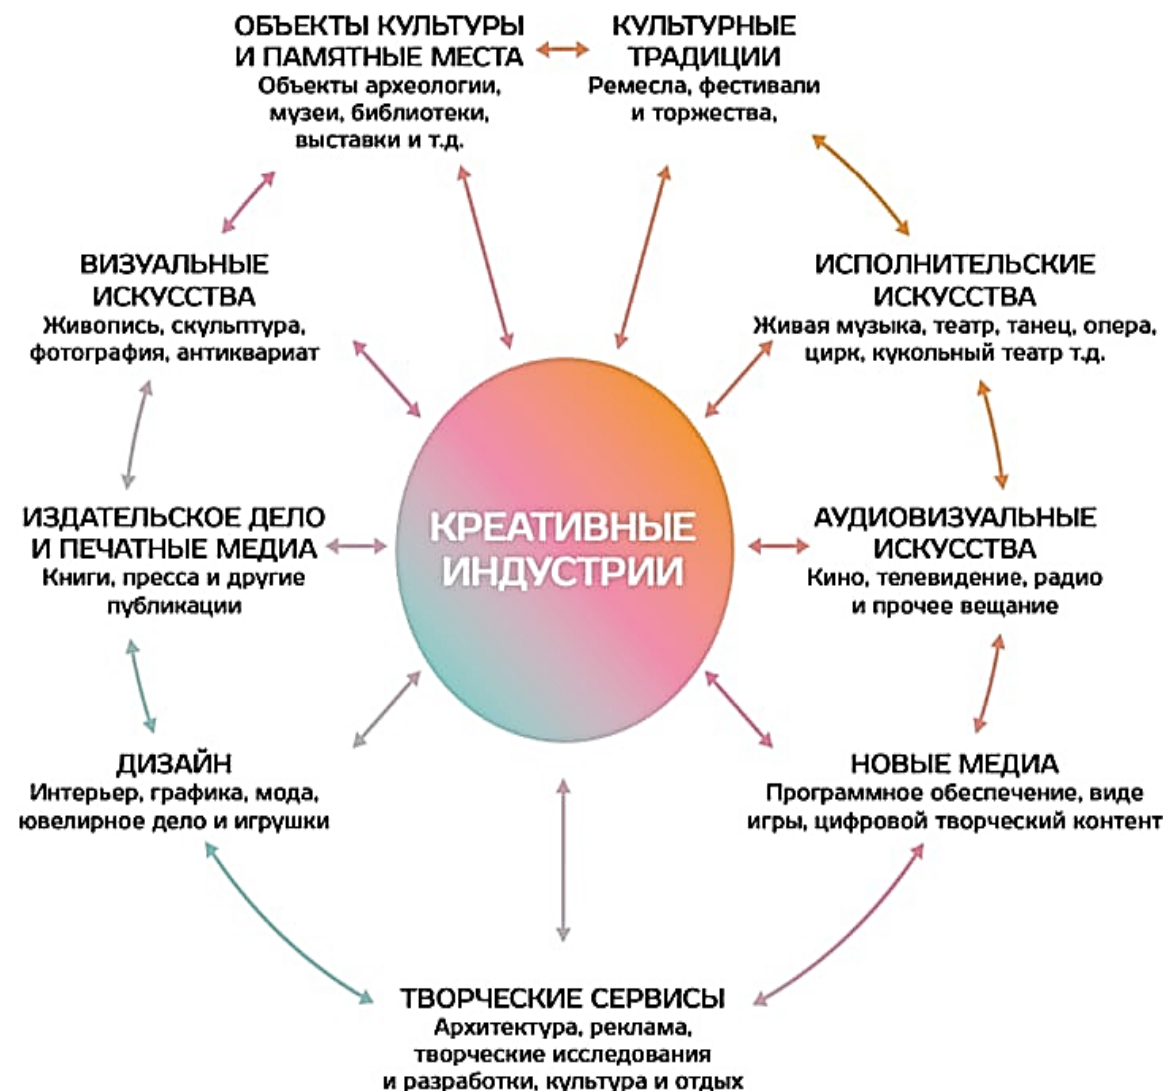 ОБЪЕКТЫ КУЛЬТУРЫ
И ПАМЯТНЫЕ МЕСТА
Объекты археологии,
музеи, библиотеки,
выставки и т.д.
КУЛЬТУРНЫЕ
ТРАДИЦИИ
Ремесла, фестивали
и торжества,
ВИЗУАЛЬНЫЕ
ИСКУССТВА
Живопись, скульптура,
фотография, антиквариат
ИСПОЛНИТЕЛЬСКИЕ
ИСКУССТВА
Живая музыка, театр, танец, опера,
цирк, кукольный театр т.д.
ИЗДАТЕЛЬСКОЕ ДЕЛО
И ПЕЧАТНЫЕ МЕДИА
Книги, пресса и другие
публикации
КРЕАТИВНЫЕ
ИНДУСТРИИ
АУДИОВИЗУАЛЬНЫЕ
ИСКУССТВА
Кино, телевидение, радио
и прочее вещание
ДИЗАЙН
Интерьер, графика, мода,
ювелирное дело и игрушки
НОВЫЕ МЕДИА
Программное обеспечение, виде
игры, цифровой творческий контент
ТВОРЧЕСКИЕ СЕРВИСЫ
Архитектура, реклама,
творческие исследования
и разработки, культура и отдых